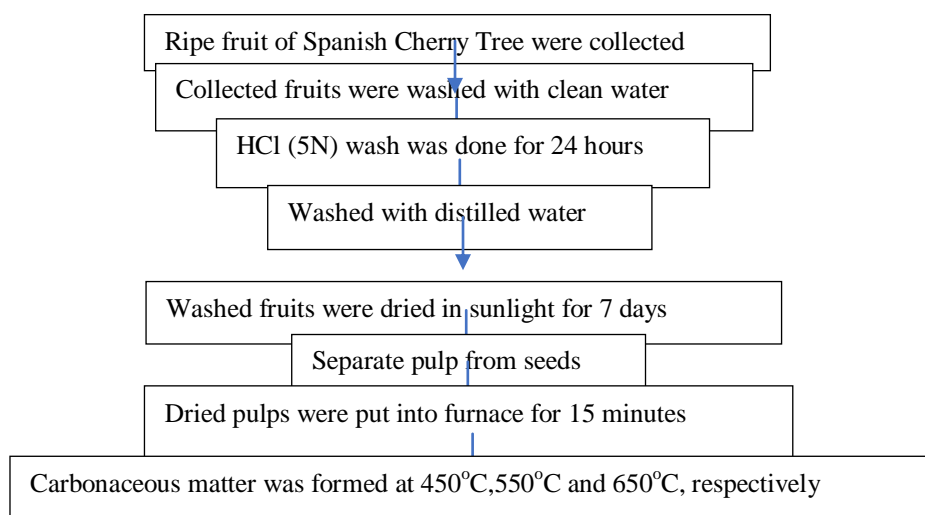 Ripe fruit of Spanish Cherry Tree were collected
Collected fruits were washed with clean water
HCl (5N) wash was done for 24 hours
Washed with distilled water
Washed fruits were dried in sunlight for 7 days
Separate pulp from seeds
Dried pulps were put into furnace for 15 minutes
Carbonaceous matter was formed at 450°C,550°C and 650°C, respectively